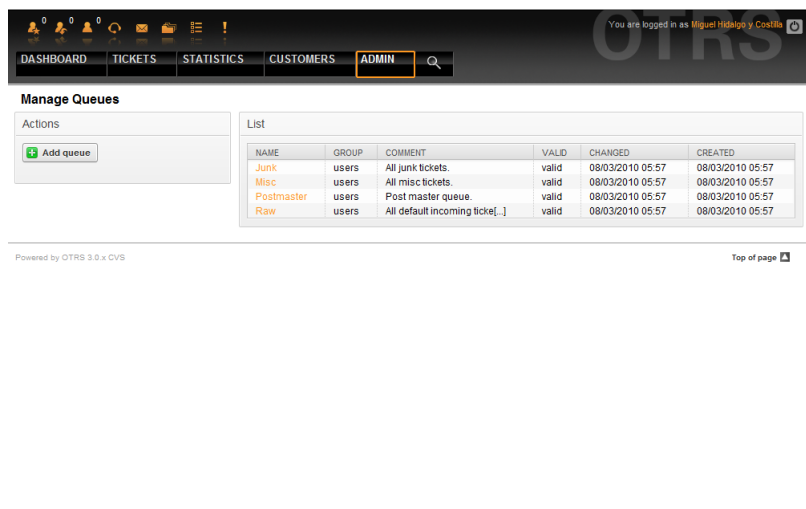 0 0 0
OTRS
You are logged in as Miguel Hidalgo y Costilla
DASHBOARD TICKETS STATISTICS CUSTOMERS ADMIN
Manage Queues
Actions
Add queue
List
NAME GROUP COMMENT VALID CHANGED CREATED
Junk users All junk tickets. valid 08/03/2010 05:57 08/03/2010 05:57
Misc users All misc tickets. valid 08/03/2010 05:57 08/03/2010 05:57
Postmaster users Post master queue. valid 08/03/2010 05:57 08/03/2010 05:57
Raw users All default incoming ticke[...] valid 08/03/2010 05:57 08/03/2010 05:57
Powered by OTRS 3.0.x CVS
Top of page